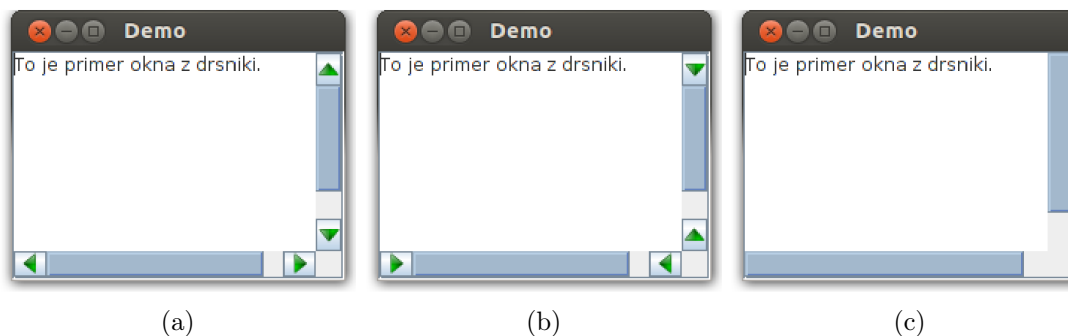 Demo
To je primer okna z drsniki.
Demo
To je primer okna z drsniki.
Demo
To je primer okna z drsniki.
(a)
(b)
(c)